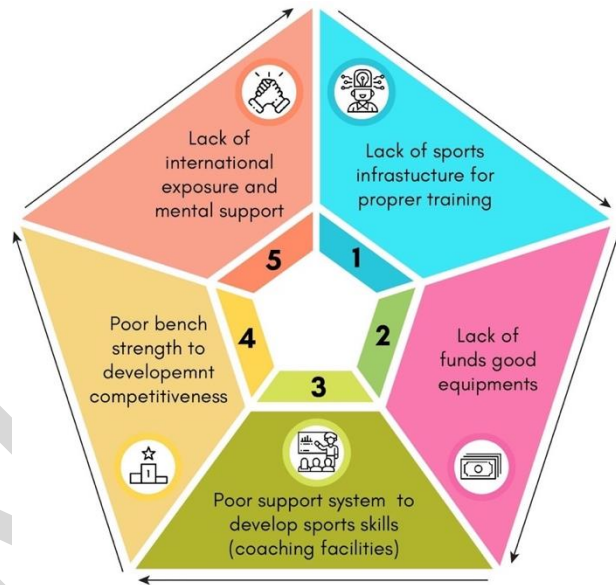 1
Lack of sports
infrastucture for
proprer training
2
Lack of
funds good
equipments
3
Poor support system to
develop sports skills
(coaching facilities)
4
Poor bench
strength to
developemnt
competitiveness
5
Lack of
international
exposure and
mental support
1